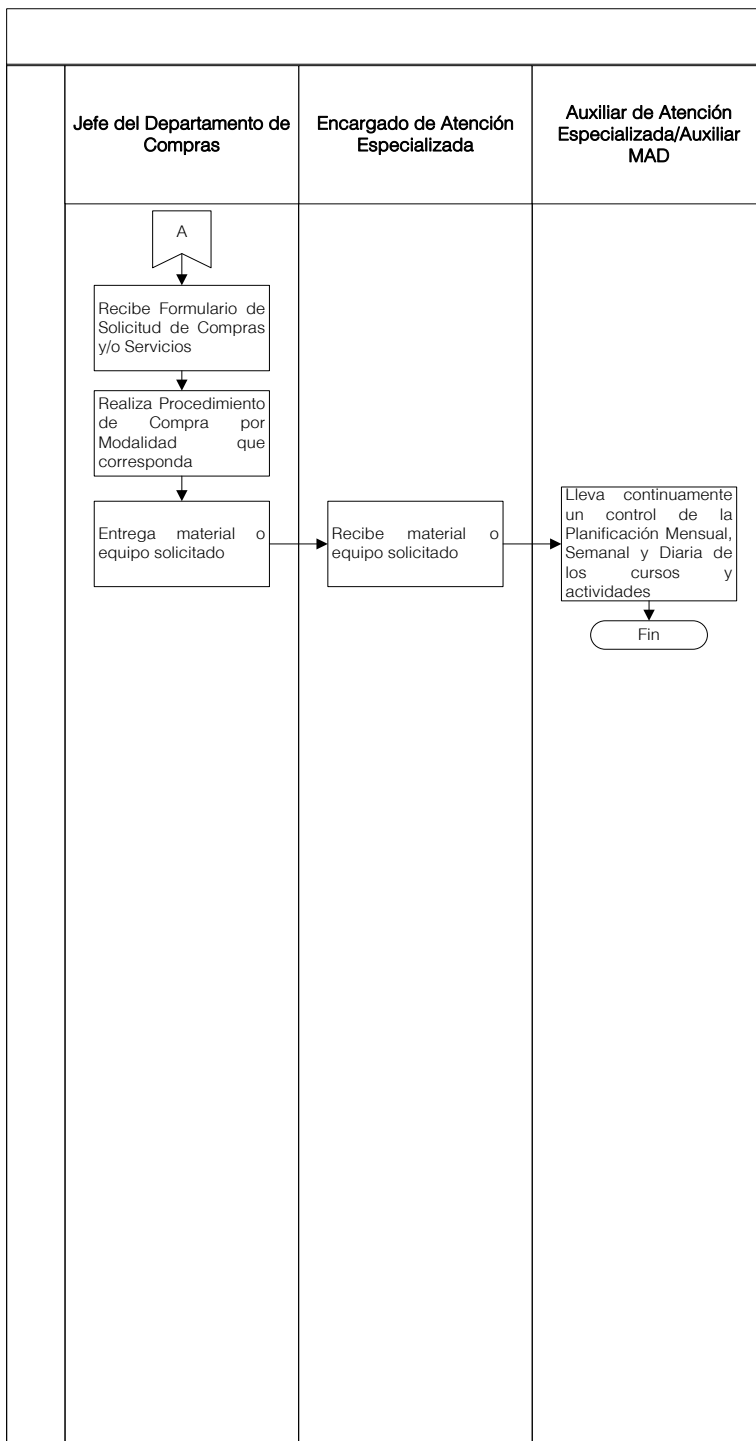 Jefe del Departamento de
Compras
Encargado de Atención
Especializada
Auxiliar de Atención
Especializada/Auxiliar
MAD
A
Recibe Formulario de
Solicitud de Compras
y/o Servicios
Realiza Procedimiento
de Compra por
Modalidad que
corresponda
Entrega material o
equipo solicitado
Recibe material o
equipo solicitado
Lleva continuamente
un control de la
Planificación Mensual,
Semanal y Diaria de
los cursos y
actividades
Fin